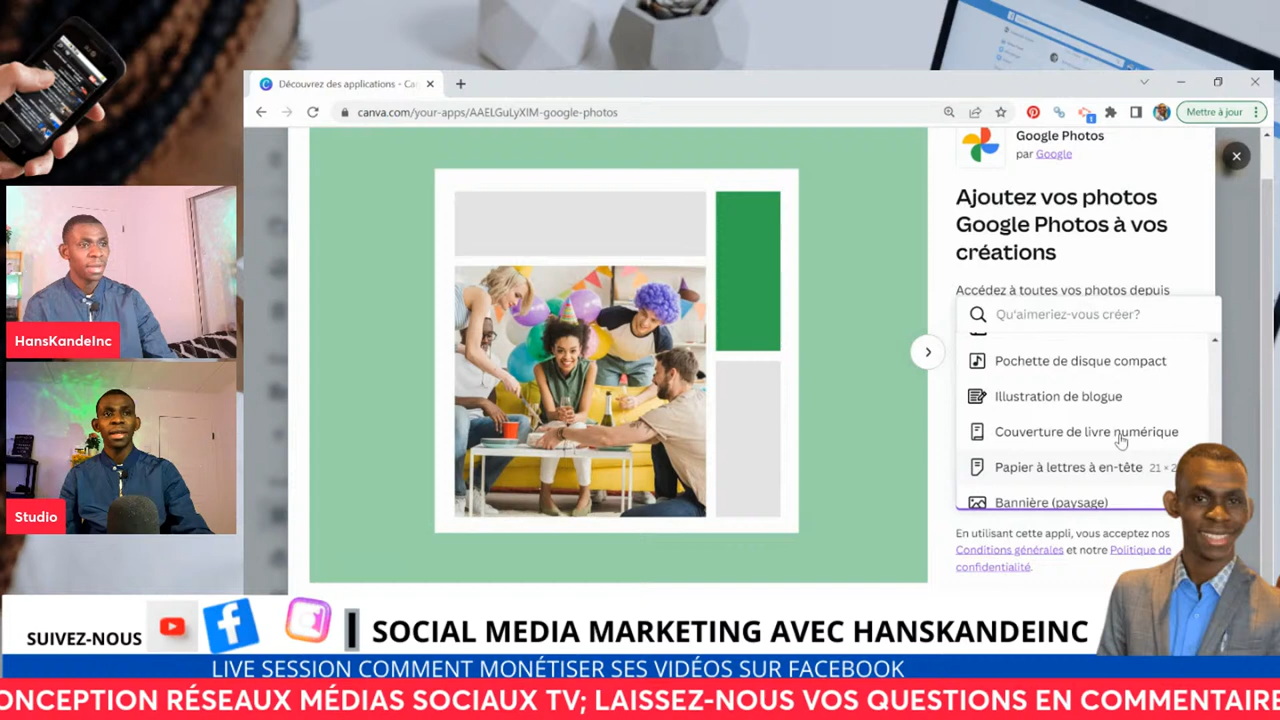 Découvrez des applications - Ca
canva.com/your-apps/AAELGuLyXIM-google-photos
Mettre à jour
Google Photos
par Google
Ajoutez vos photos
Google Photos à vos
créations
Accédez à toutes vos photos depuis
Qu'aimeriez-vous créer?
Pochette de disque compact
Illustration de blogue
Couverture de livre numérique
Papier à lettres à en-tête 21 × 2
Bannière (paysage)
En utilisant cette appli, vous acceptez nos
Conditions générales et notre Politique de
confidentialité.
HansKandeInc
Studio
SUIVEZ-NOUS
SOCIAL MEDIA MARKETING AVEC HANSKANDEINC
LIVE SESSION COMMENT MONÉTISER SES VIDÉOS SUR FACEBOOK
ONCEPTION RÉSEAUX MÉDIAS SOCIAUX TV; LAISSEZ-NOUS VOS QUESTIONS EN COMMENTAIRE